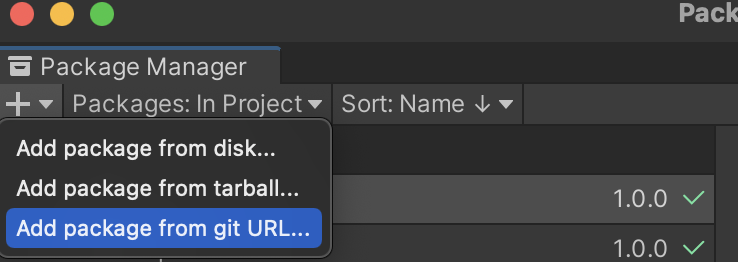 Pack
Package Manager
Packages: In Project Sort: Name ↓
Add package from disk...
Add package from tarball...
1.0.0
Add package from git URL...
1.0.0